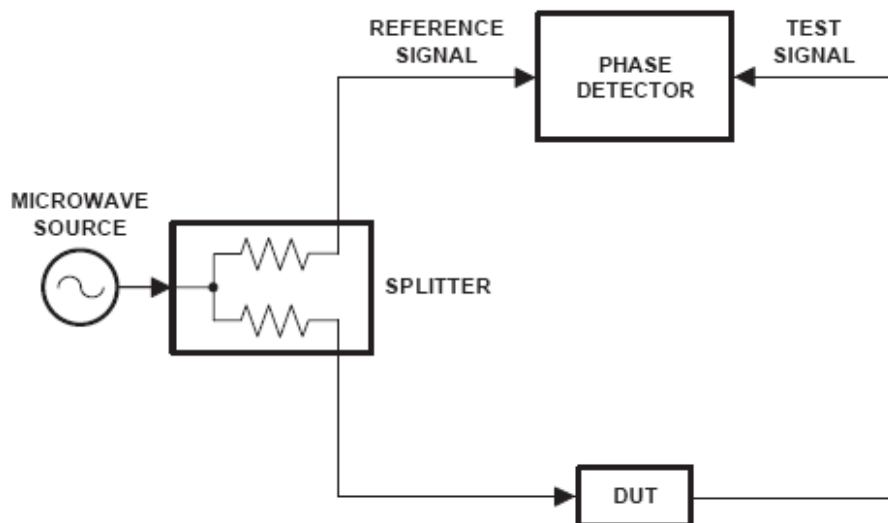 REFERENCE
SIGNAL
PHASE
DETECTOR
TEST
SIGNAL
MICROWAVE
SOURCE
SPLITTER
DUT